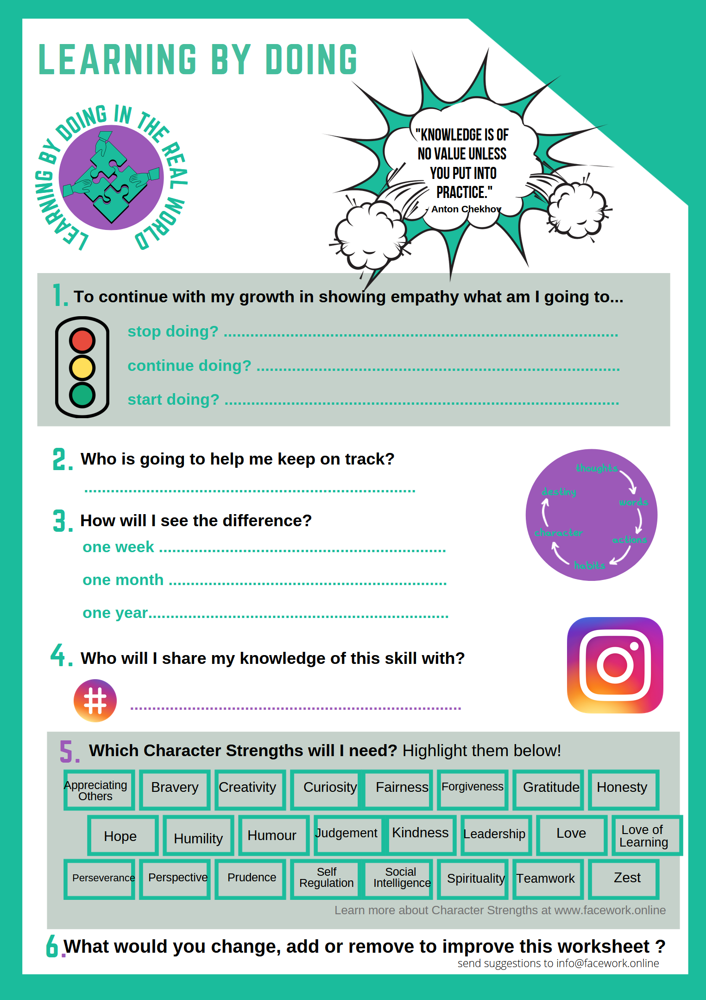 LEARNING BY DOING
LEARNING BY DOING IN THE REAL WORLD
"KNOWLEDGE IS OF
NO VALUE UNLESS
YOU PUT INTO
PRACTICE."
- Anton Chekhov
1. To continue with my growth in showing empathy what am I going to...
stop doing? ..........................................................................................
continue doing? ...................................................................................
start doing? ..........................................................................................
2. Who is going to help me keep on track?
...........................................................................
3. How will I see the difference?
one week .................................................................
one month ...............................................................
one year....................................................................
thoughts
words
actions
habits
character
destiny
4. Who will I share my knowledge of this skill with?
# ...........................................................................
5. Which Character Strengths will I need? Highlight them below!
Appreciating
Others
Bravery
Creativity
Curiosity
Fairness
Forgiveness
Gratitude
Honesty
Hope
Humility
Humour
Judgement
Kindness
Leadership
Love
Love of
Learning
Perseverance
Perspective
Prudence
Self
Regulation
Social
Intelligence
Spirituality
Teamwork
Zest
Learn more about Character Strengths at www.facework.online
6. What would you change, add or remove to improve this worksheet ?
send suggestions to info@facework.online